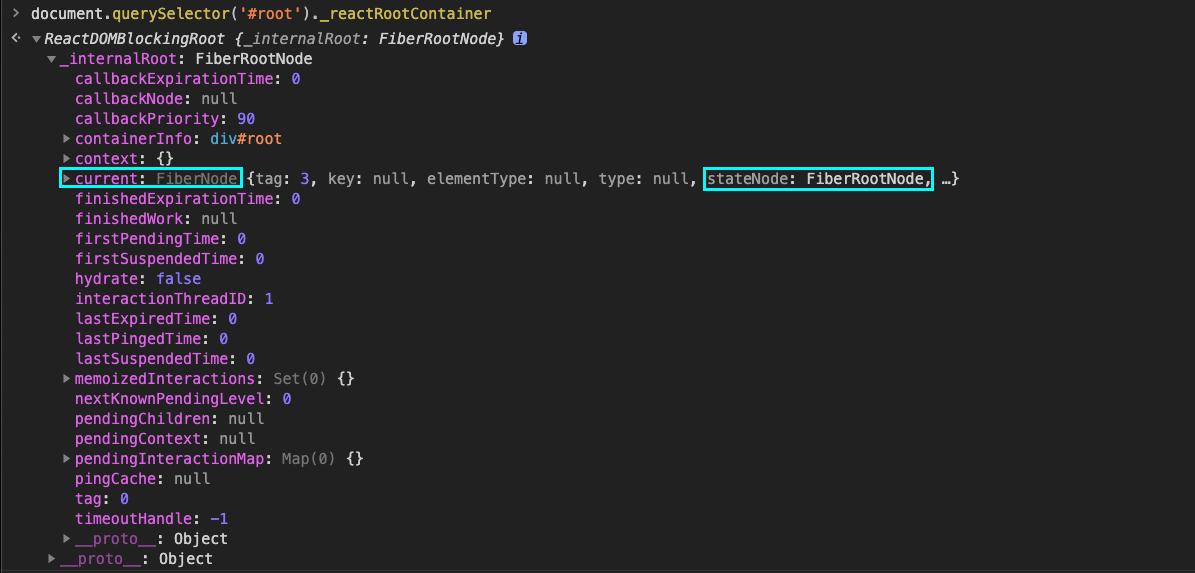 > document.querySelector('#root')._reactRootContainer
ReactDOMBlockingRoot {_internalRoot: FiberRootNode} i
_internalRoot: FiberRootNode
callbackExpirationTime: 0
callbackNode: null
callbackPriority: 90
containerInfo: div#root
context: {}
current: FiberNode {tag: 3, key: null, elementType: null, type: null, stateNode: FiberRootNode, …}
finishedExpirationTime: 0
finishedWork: null
firstPendingTime: 0
firstSuspendedTime: 0
hydrate: false
interactionThreadID: 1
lastExpiredTime: 0
lastPingedTime: 0
lastSuspendedTime: 0
memoizedInteractions: Set(0) {}
nextKnownPendingLevel: 0
pendingChildren: null
pendingContext: null
pendingInteractionMap: Map(0) {}
pingCache: null
tag: 0
timeoutHandle: -1
__proto__: Object
__proto__: Object